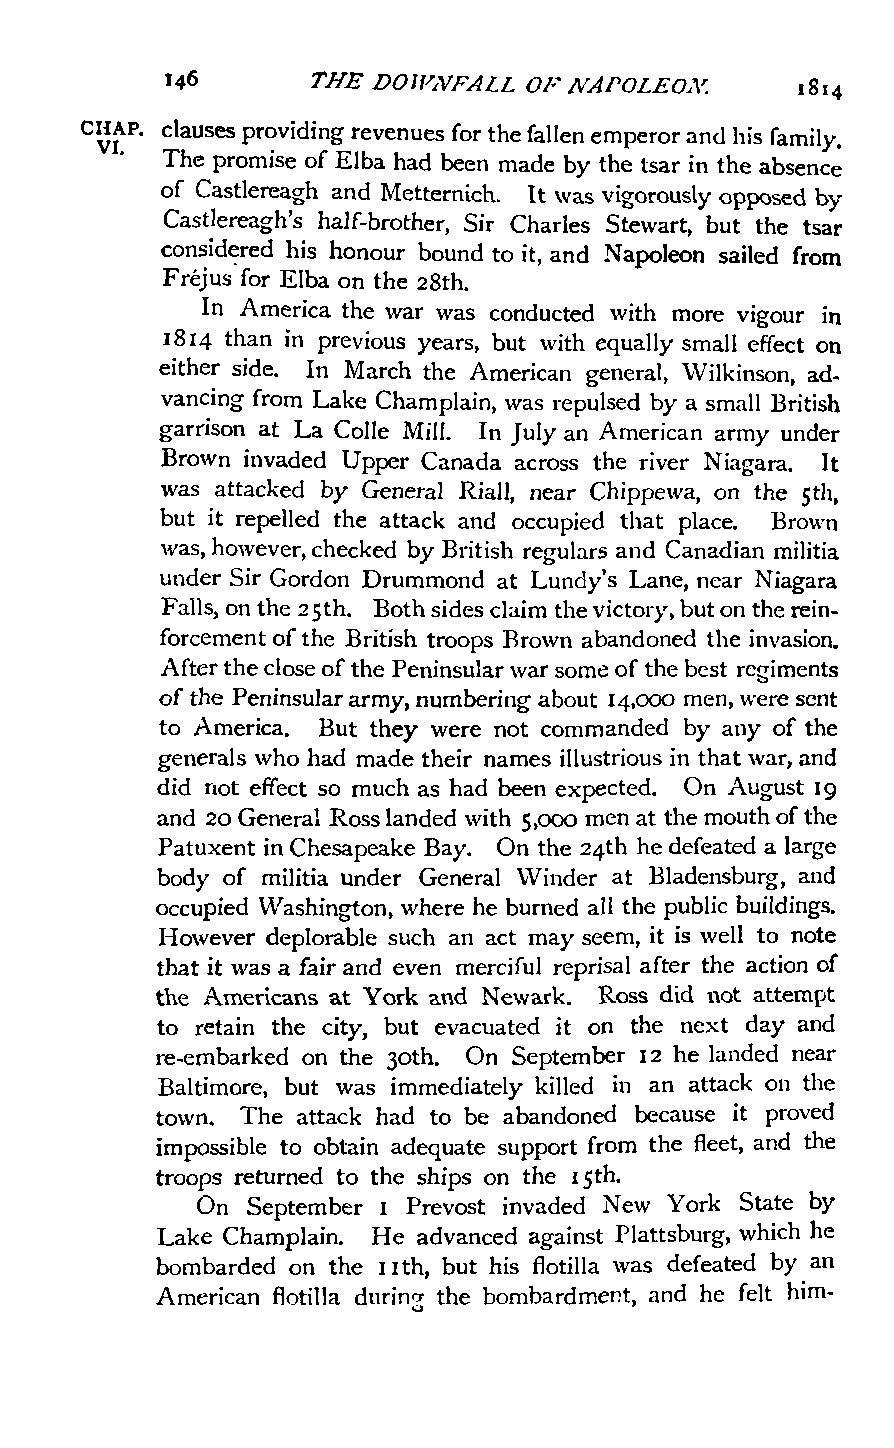 146 THE DOWNFALL OF NAPOLEON. 1814
CHAP. VI.
clauses providing revenues for the fallen emperor and his family.
The promise of Elba had been made by the tsar in the absence
of Castlereagh and Metternich. It was vigorously opposed by
Castlereagh's half-brother, Sir Charles Stewart, but the tsar
considered his honour bound to it, and Napoleon sailed from
Fréjus for Elba on the 28th.
In America the war was conducted with more vigour in
1814 than in previous years, but with equally small effect on
either side. In March the American general, Wilkinson, ad-
vancing from Lake Champlain, was repulsed by a small British
garrison at La Colle Mill. In July an American army under
Brown invaded Upper Canada across the river Niagara. It
was attacked by General Riall, near Chippewa, on the 5th,
but it repelled the attack and occupied that place. Brown
was, however, checked by British regulars and Canadian militia
under Sir Gordon Drummond at Lundy's Lane, near Niagara
Falls, on the 25th. Both sides claim the victory, but on the rein-
forcement of the British troops Brown abandoned the invasion.
After the close of the Peninsular war some of the best regiments
of the Peninsular army, numbering about 14,000 men, were sent
to America. But they were not commanded by any of the
generals who had made their names illustrious in that war, and
did not effect so much as had been expected. On August 19
and 20 General Ross landed with 5,000 men at the mouth of the
Patuxent in Chesapeake Bay. On the 24th he defeated a large
body of militia under General Winder at Bladensburg, and
occupied Washington, where he burned all the public buildings.
However deplorable such an act may seem, it is well to note
that it was a fair and even merciful reprisal after the action of
the Americans at York and Newark. Ross did not attempt
to retain the city, but evacuated it on the next day and
re-embarked on the 30th. On September 12 he landed near
Baltimore, but was immediately killed in an attack on the
town. The attack had to be abandoned because it proved
impossible to obtain adequate support from the fleet, and the
troops returned to the ships on the 15th.
On September 1 Prevost invaded New York State by
Lake Champlain. He advanced against Plattsburg, which he
bombarded on the 11th, but his flotilla was defeated by an
American flotilla during the bombardment, and he felt him-